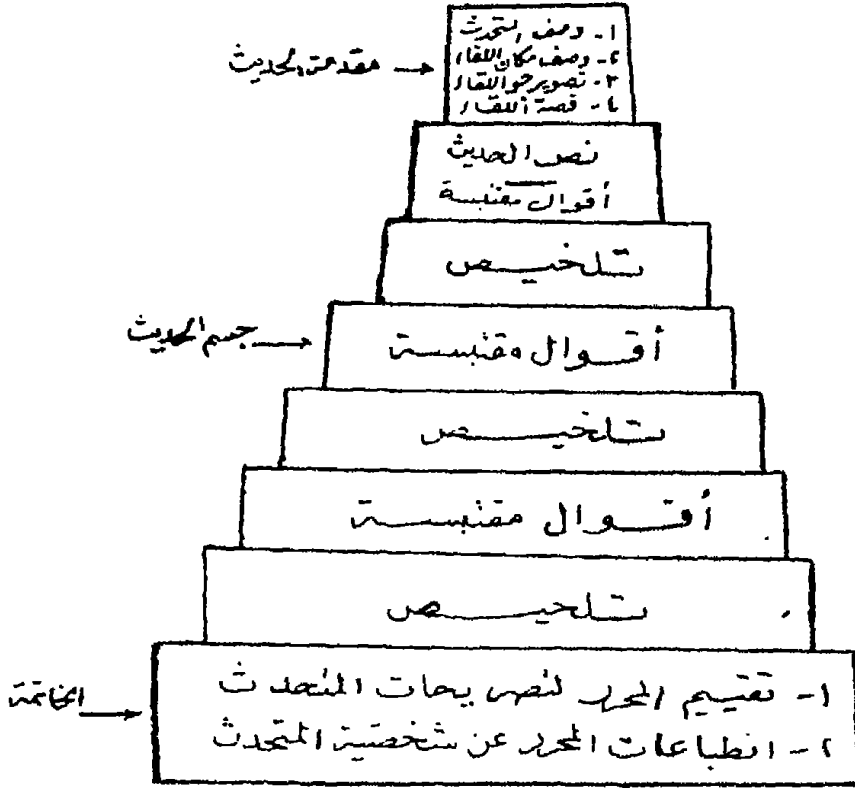 ١- وصف المتحدث
٢- وصف مكان اللقاء
٣- تصوير جو اللقاء
٤- قصة اللقاء
مقدمة الحديث
نص الحديث
أقوال مقتبسة
تلخيص
أقوال مقتبسة
جسم الحديث
تلخيص
أقوال مقتبسة
تلخيص
١- تقييم المحرر لتصريحات المتحدث
٢- انطباعات المحرر عن شخصية المتحدث
الخاتمة